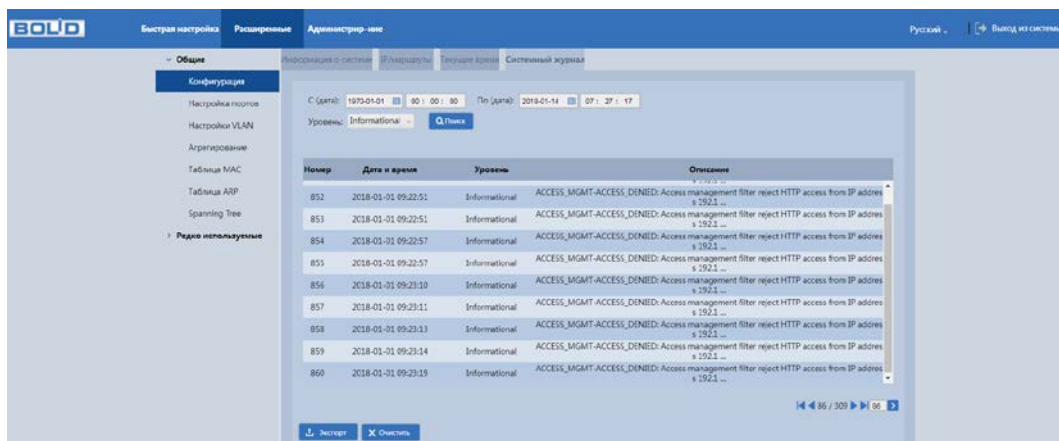 BOLID
Быстрая настройка Расширенные Администрир-ние Русский Выход из системы
Общие
Конфигурация
Настройка портов
Настройки VLAN
Агрегирование
Таблица MAC
Таблица ARP
Spanning Tree
Редко используемые
Информация о системе IP/маршруты Текущее время Системный журнал
С (дата): 1970-01-01 00 : 00 : 00 По (дата): 2018-01-14 07 : 27 : 17
Уровень: Informational Поиск
Номер Дата и время Уровень Описание
852 2018-01-01 09:22:51 Informational ACCESS_MGMT-ACCESS_DENIED: Access management filter reject HTTP access from IP addres
s 192.1 ...
853 2018-01-01 09:22:51 Informational ACCESS_MGMT-ACCESS_DENIED: Access management filter reject HTTP access from IP addres
s 192.1 ...
854 2018-01-01 09:22:57 Informational ACCESS_MGMT-ACCESS_DENIED: Access management filter reject HTTP access from IP addres
s 192.1 ...
855 2018-01-01 09:22:57 Informational ACCESS_MGMT-ACCESS_DENIED: Access management filter reject HTTP access from IP addres
s 192.1 ...
856 2018-01-01 09:23:10 Informational ACCESS_MGMT-ACCESS_DENIED: Access management filter reject HTTP access from IP addres
s 192.1 ...
857 2018-01-01 09:23:11 Informational ACCESS_MGMT-ACCESS_DENIED: Access management filter reject HTTP access from IP addres
s 192.1 ...
858 2018-01-01 09:23:13 Informational ACCESS_MGMT-ACCESS_DENIED: Access management filter reject HTTP access from IP addres
s 192.1 ...
859 2018-01-01 09:23:14 Informational ACCESS_MGMT-ACCESS_DENIED: Access management filter reject HTTP access from IP addres
s 192.1 ...
860 2018-01-01 09:23:19 Informational ACCESS_MGMT-ACCESS_DENIED: Access management filter reject HTTP access from IP addres
s 192.1 ...
86 / 309 86
Экспорт Очистить